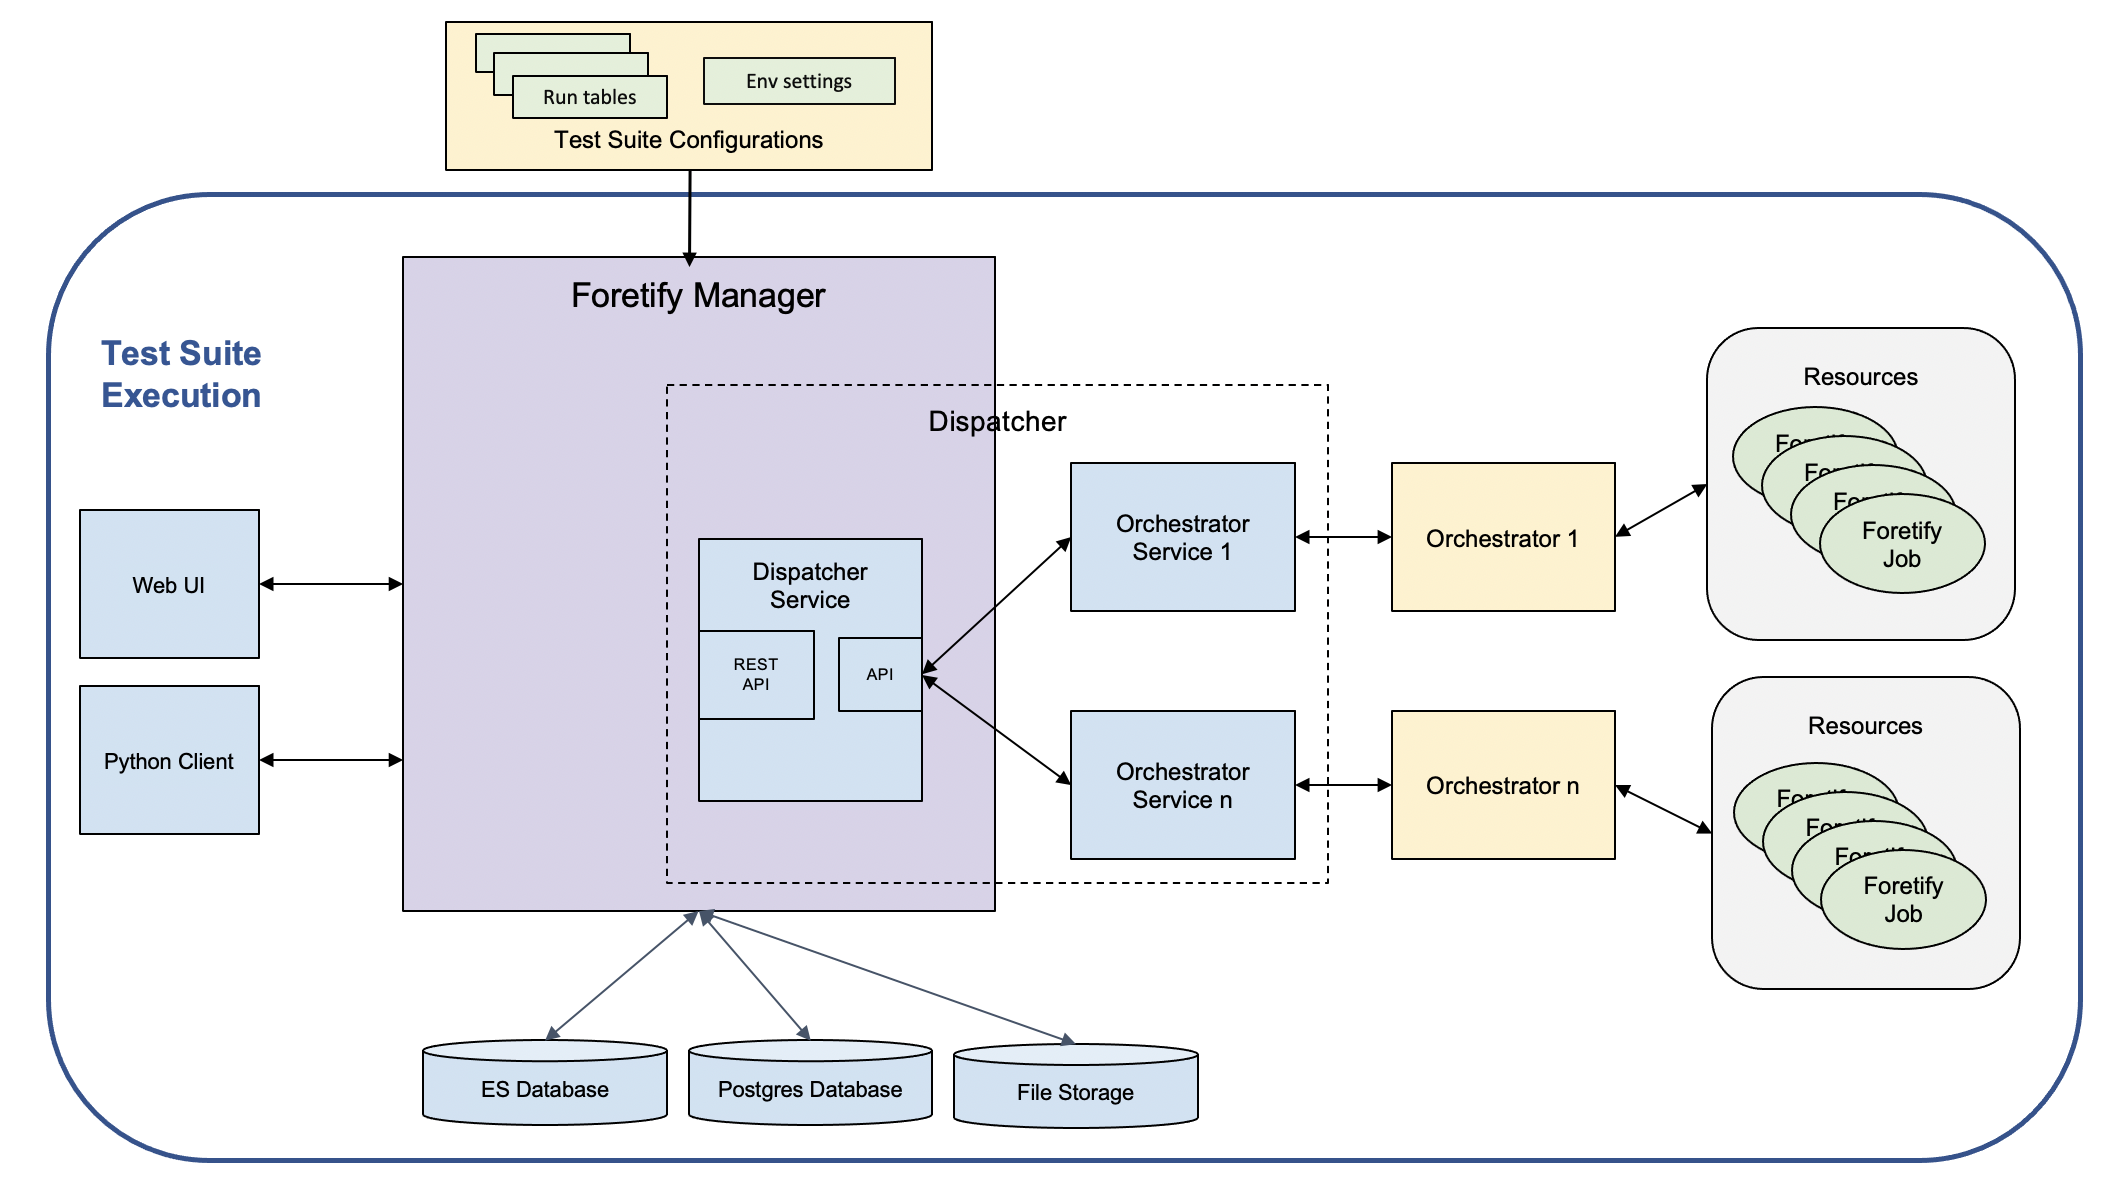 Run tables
Env settings
Test Suite Configurations
Foretify Manager
Test Suite
Execution
Dispatcher
Web UI
Python Client
Dispatcher
Service
REST
API
API
Orchestrator
Service 1
Orchestrator
Service n
Orchestrator 1
Orchestrator n
Resources
Foretify
Job
Resources
Foretify
Job
ES Database
Postgres Database
File Storage